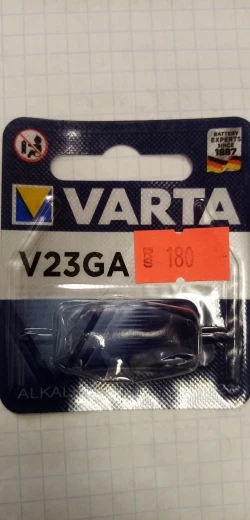 BATTERY
EXPERTS
SINCE
1887
VARTA
V23GA
180
ALKAL